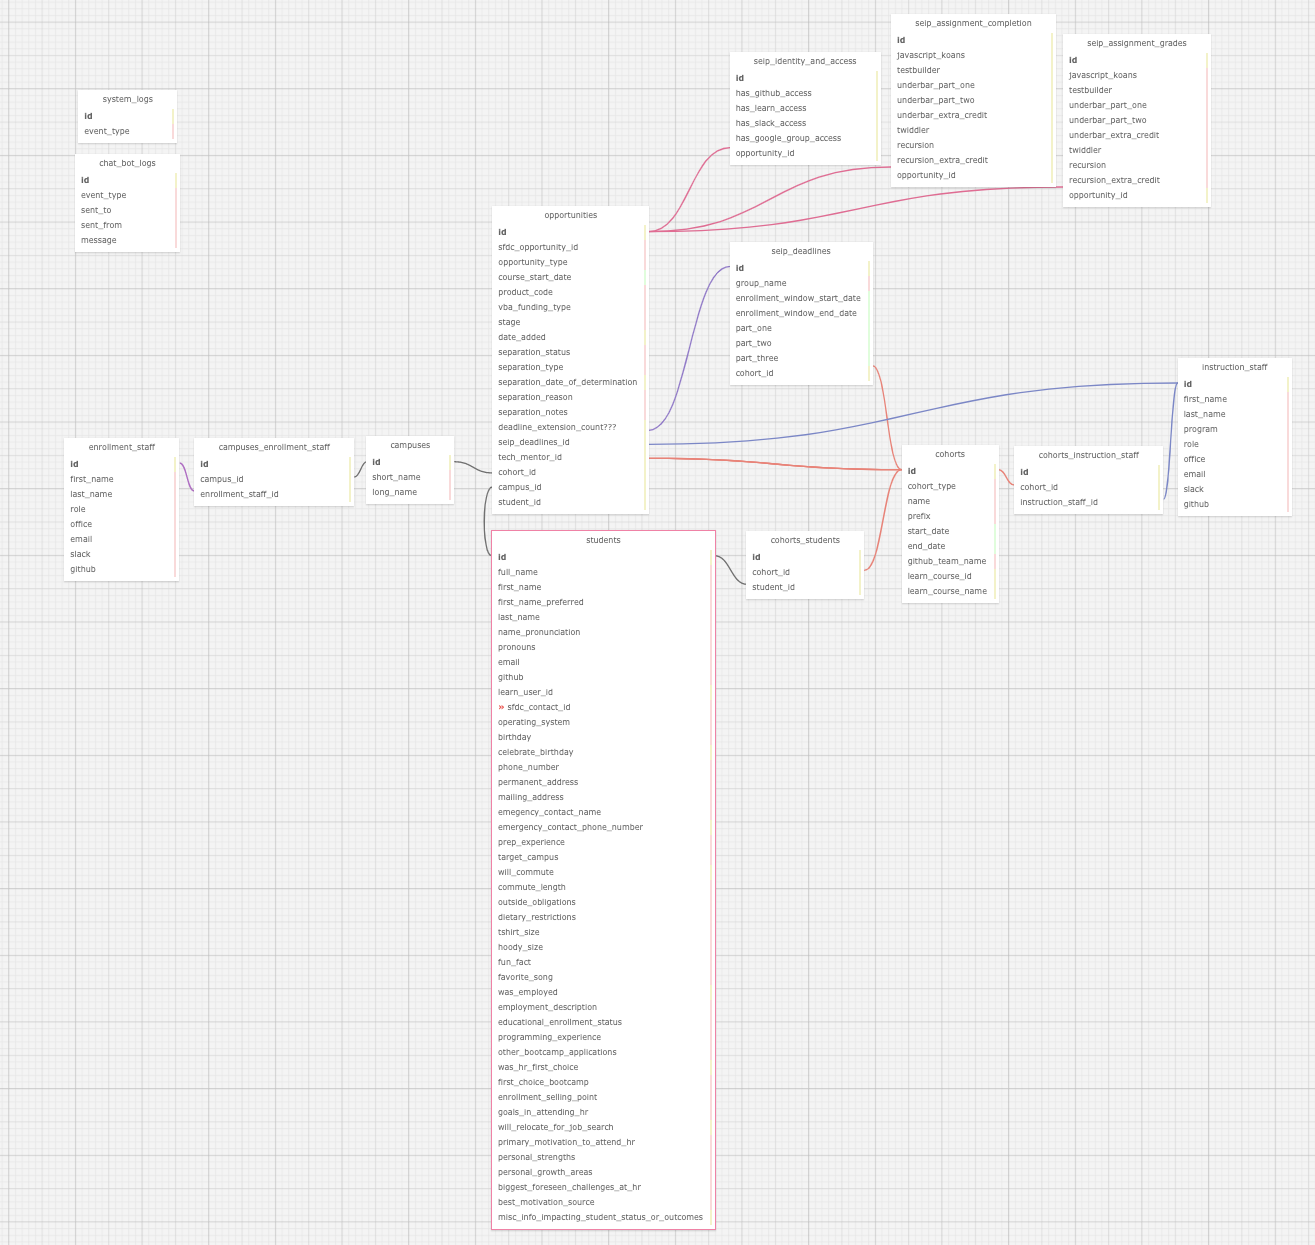 system_logs
id
event_type
chat_bot_logs
id
event_type
sent_to
sent_from
message
seip_identity_and_access
id
has_github_access
has_learn_access
has_slack_access
has_google_group_access
opportunity_id
seip_assignment_completion
id
javascript_koans
testbuilder
underbar_part_one
underbar_part_two
underbar_extra_credit
twiddler
recursion
recursion_extra_credit
opportunity_id
seip_assignment_grades
id
javascript_koans
testbuilder
underbar_part_one
underbar_part_two
underbar_extra_credit
twiddler
recursion
recursion_extra_credit
opportunity_id
opportunities
id
sfdc_opportunity_id
opportunity_type
course_start_date
product_code
vba_funding_type
stage
date_added
separation_status
separation_type
separation_date_of_determination
separation_reason
separation_notes
deadline_extension_count???
seip_deadlines_id
tech_mentor_id
cohort_id
campus_id
student_id
seip_deadlines
id
group_name
enrollment_window_start_date
enrollment_window_end_date
part_one
part_two
part_three
cohort_id
instruction_staff
id
first_name
last_name
program
role
office
email
slack
github
enrollment_staff
id
first_name
last_name
role
office
email
slack
github
campuses_enrollment_staff
id
campus_id
enrollment_staff_id
campuses
id
short_name
long_name
cohorts
id
cohort_type
name
prefix
start_date
end_date
github_team_name
learn_course_id
learn_course_name
cohorts_instruction_staff
id
cohort_id
instruction_staff_id
students
id
full_name
first_name
first_name_preferred
last_name
name_pronunciation
pronouns
email
github
learn_user_id
» sfdc_contact_id
operating_system
birthday
celebrate_birthday
phone_number
permanent_address
mailing_address
emegency_contact_name
emergency_contact_phone_number
prep_experience
target_campus
will_commute
commute_length
outside_obligations
dietary_restrictions
tshirt_size
hoody_size
fun_fact
favorite_song
was_employed
employment_description
educational_enrollment_status
programming_experience
other_bootcamp_applications
was_hr_first_choice
first_choice_bootcamp
enrollment_selling_point
goals_in_attending_hr
will_relocate_for_job_search
primary_motivation_to_attend_hr
personal_strengths
personal_growth_areas
biggest_foreseen_challenges_at_hr
best_motivation_source
misc_info_impacting_student_status_or_outcomes
cohorts_students
id
cohort_id
student_id